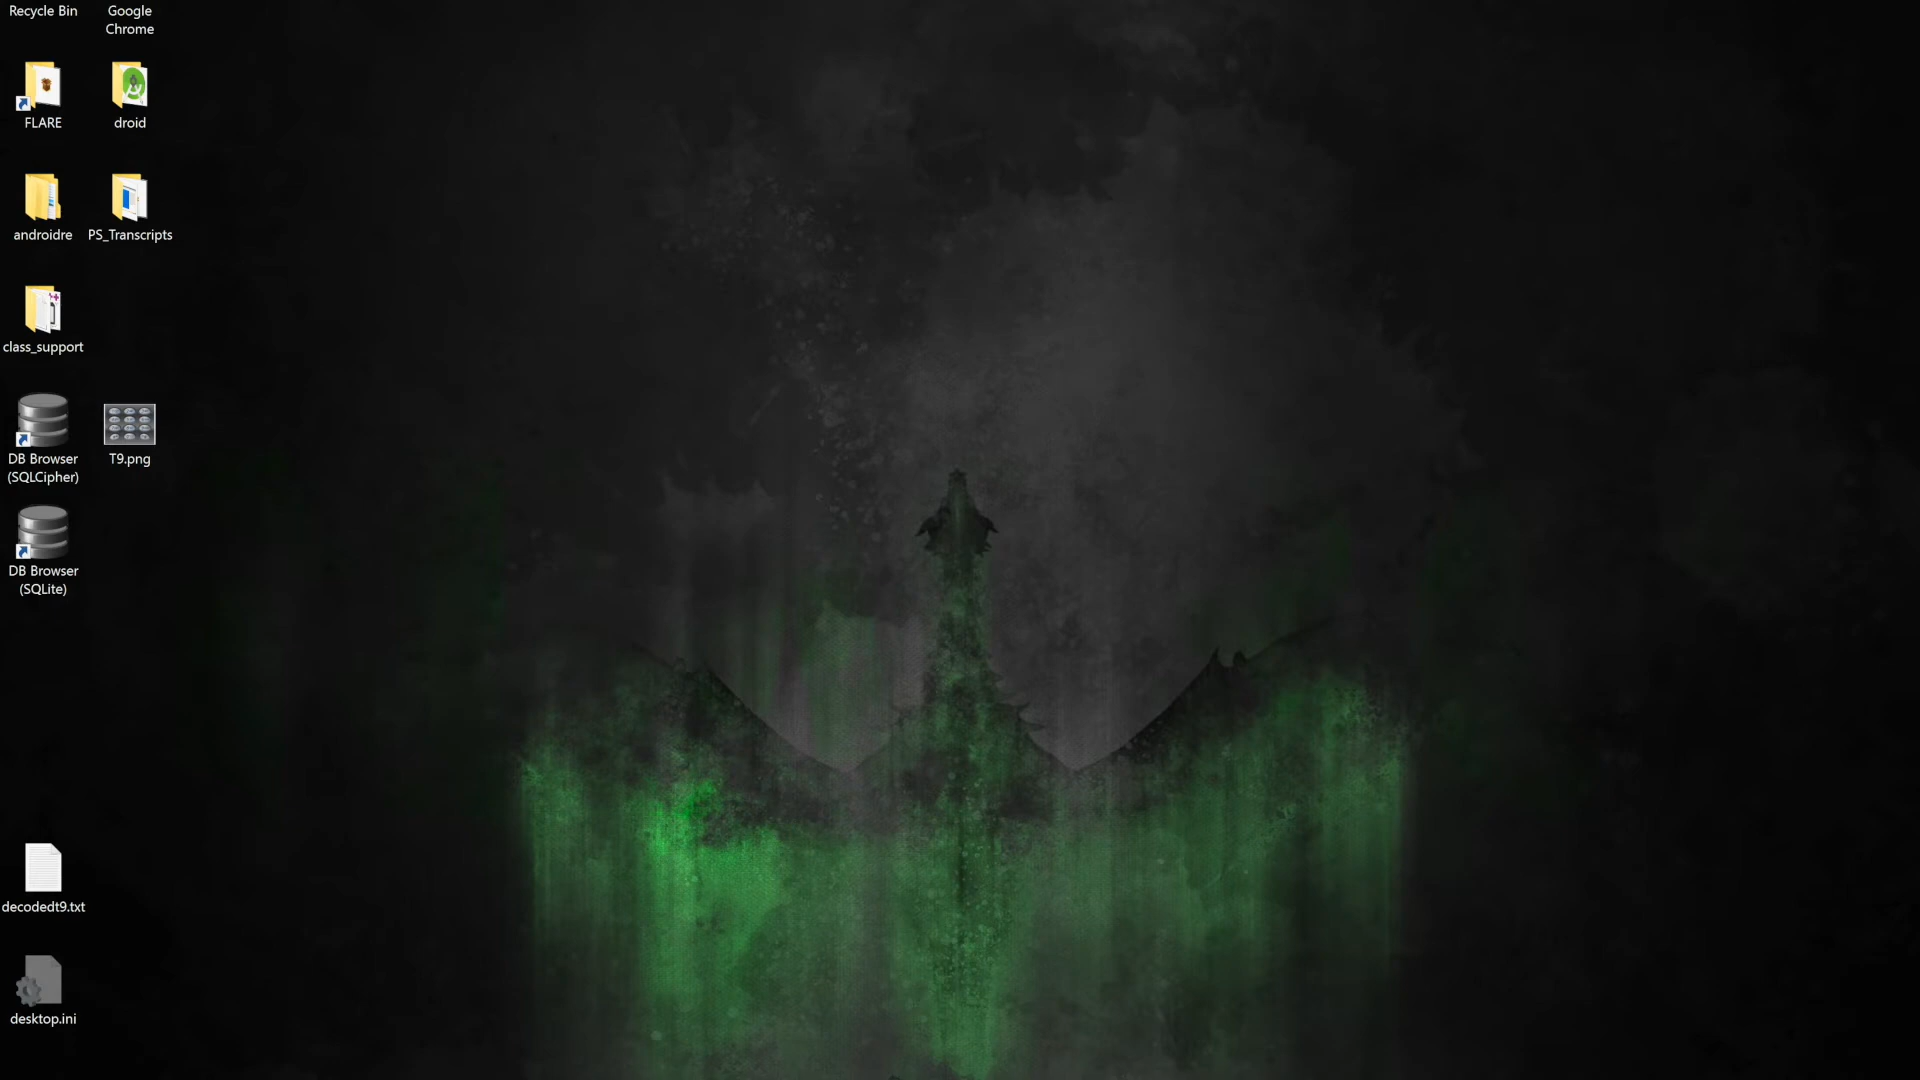 Recycle Bin
Google
Chrome
FLARE
droid
androidre
PS_Transcripts
class_support
DB Browser
(SQLCipher)
T9.png
DB Browser
(SQLite)
decodedt9.txt
desktop.ini